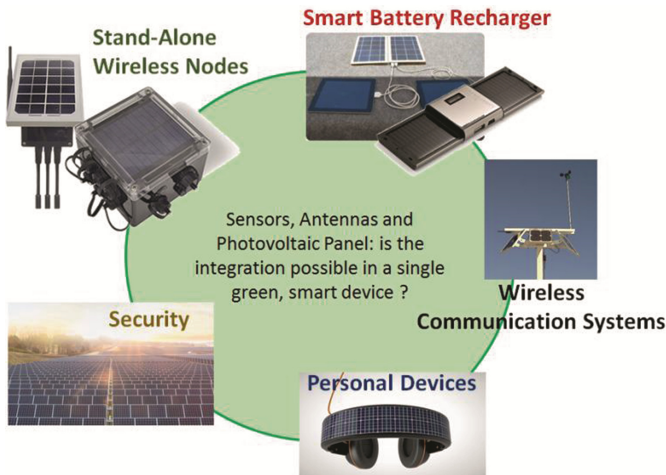 Smart Battery Recharger
Stand-Alone
Wireless Nodes
Sensors, Antennas and
Photovoltaic Panel: is the
integration possible in a single
green, smart device ?
Wireless
Communication Systems
Security
Personal Devices